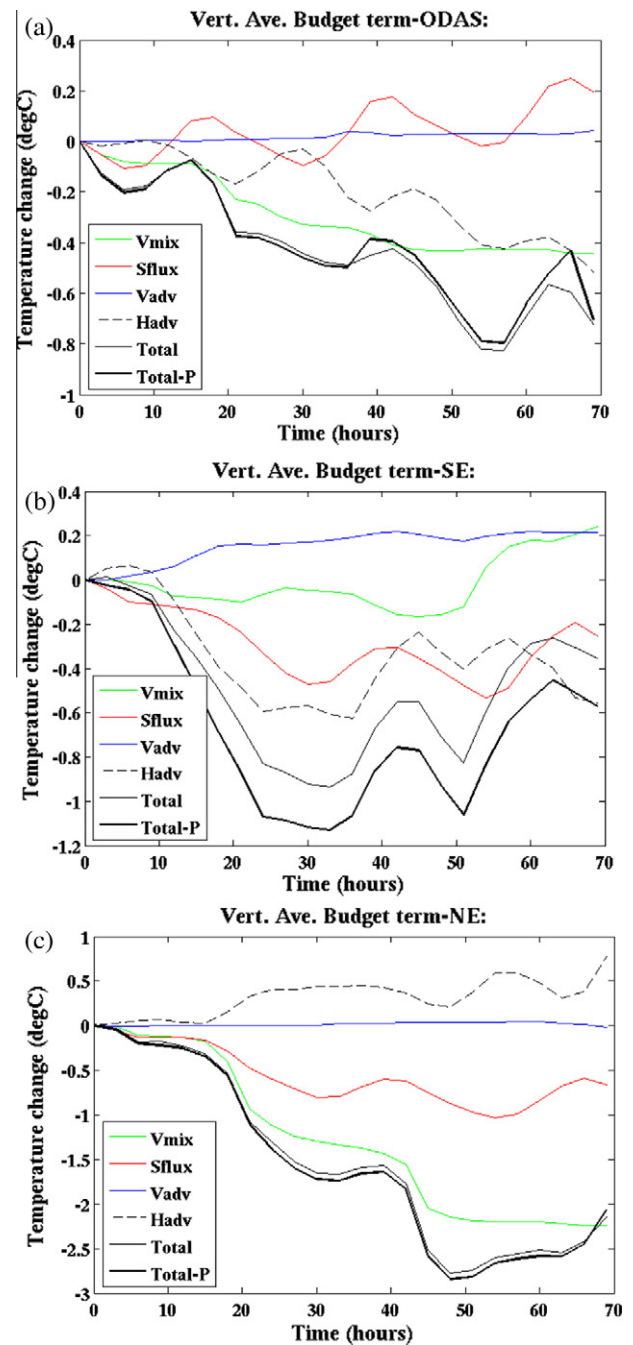 (a)
Vert. Ave. Budget term-ODAS:
0.4
0.2
0
-0.2
-0.4
-0.6
-0.8
-1
Temperature change (degC)
Vmix
Sflux
Vadv
Hadv
Total
Total-P
0 10 20 30 40 50 60 70
Time (hours)
(b)
Vert. Ave. Budget term-SE:
0.4
0.2
0
-0.2
-0.4
-0.6
-0.8
-1
-1.2
Temperature change (degC)
Vmix
Sflux
Vadv
Hadv
Total
Total-P
0 10 20 30 40 50 60 70
Time (hours)
(c)
Vert. Ave. Budget term-NE:
1
0.5
0
-0.5
-1
-1.5
-2
-2.5
-3
Temperature change (degC)
Vmix
Sflux
Vadv
Hadv
Total
Total-P
0 10 20 30 40 50 60 70
Time (hours)